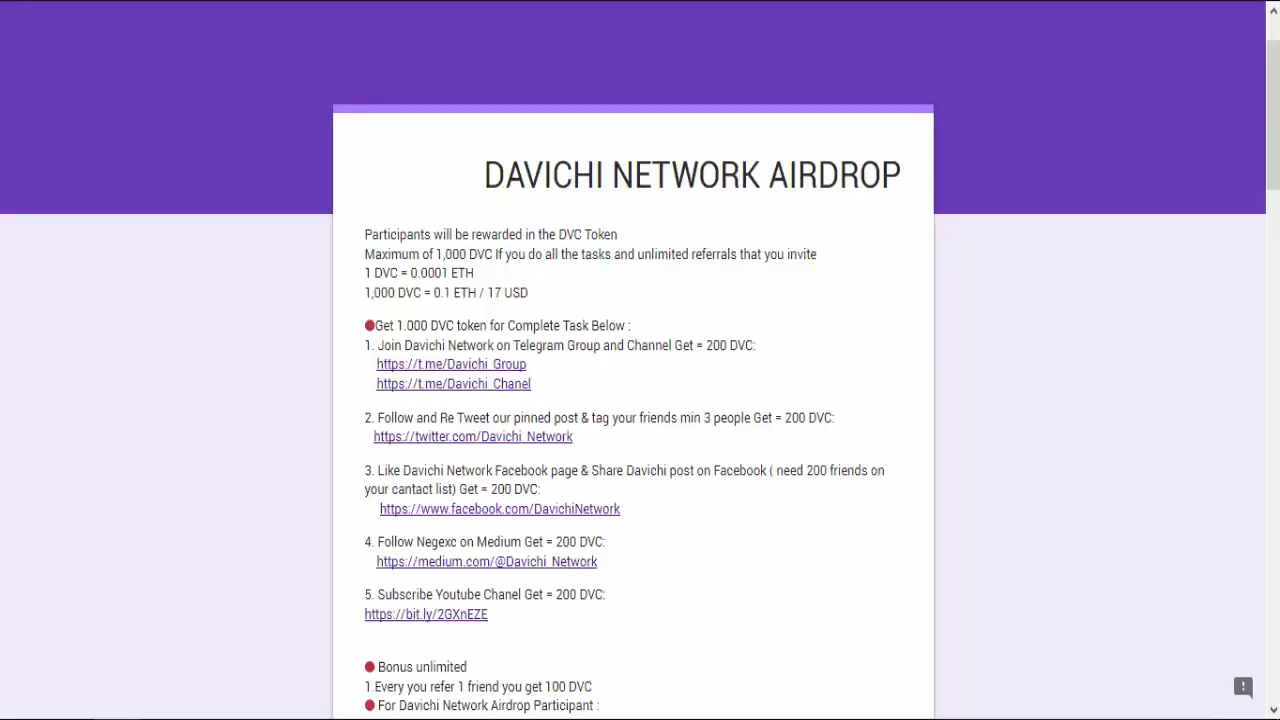 DAVICHI NETWORK AIRDROP
Participants will be rewarded in the DVC Token
Maximum of 1,000 DVC If you do all the tasks and unlimited referrals that you invite
1 DVC = 0.0001 ETH
1,000 DVC = 0.1 ETH / 17 USD
Get 1.000 DVC token for Complete Task Below :
1. Join Davichi Network on Telegram Group and Channel Get = 200 DVC:
https://t.me/Davichi_Group
https://t.me/Davichi_Chanel
2. Follow and Re Tweet our pinned post & tag your friends min 3 people Get = 200 DVC:
https://twitter.com/Davichi_Network
3. Like Davichi Network Facebook page & Share Davichi post on Facebook ( need 200 friends on
your cantact list) Get = 200 DVC:
https://www.facebook.com/DavichiNetwork
4. Follow Negexc on Medium Get = 200 DVC:
https://medium.com/@Davichi_Network
5. Subscribe Youtube Chanel Get = 200 DVC:
https://bit.ly/2GXnEZE
Bonus unlimited
1.Every you refer 1 friend you get 100 DVC
For Davichi Network Airdrop Participant :